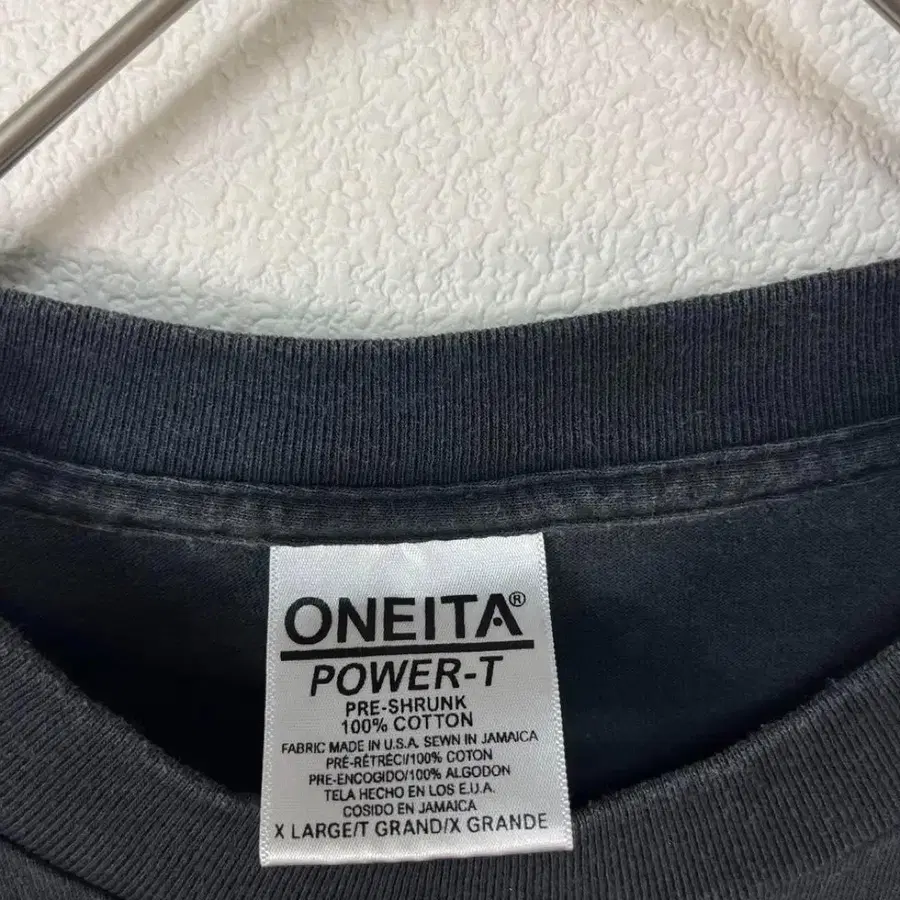 ONEITA®
POWER-T
PRE-SHRUNK
100% COTTON
FABRIC MADE IN U.S.A. SEWN IN JAMAICA
PRÉ-RÉTRÉCI/100% COTON
PRE-ENCOGIDO/100% ALGODON
TELA HECHO EN LOS E.U.A.
COSIDO EN JAMAICA
X LARGE/T GRAND/X GRANDE